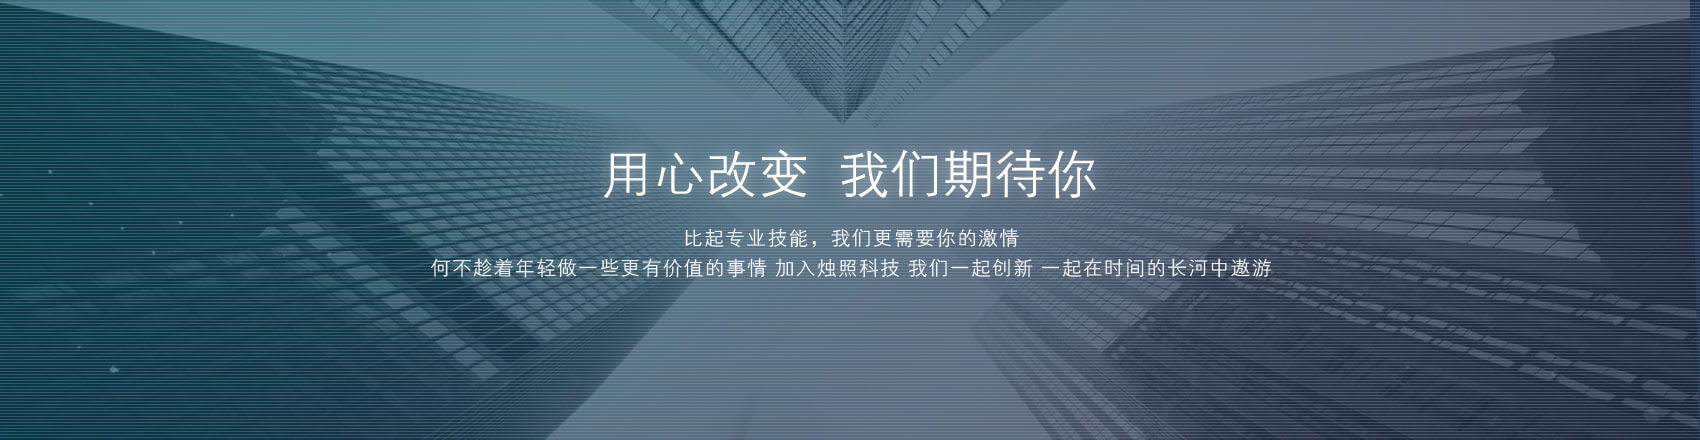 用心改变 我们期待你
比起专业技能，我们更需要你的激情
何不趁着年轻做一些更有价值的事情 加入烛照科技 我们一起创新 一起在时间的长河中遨游